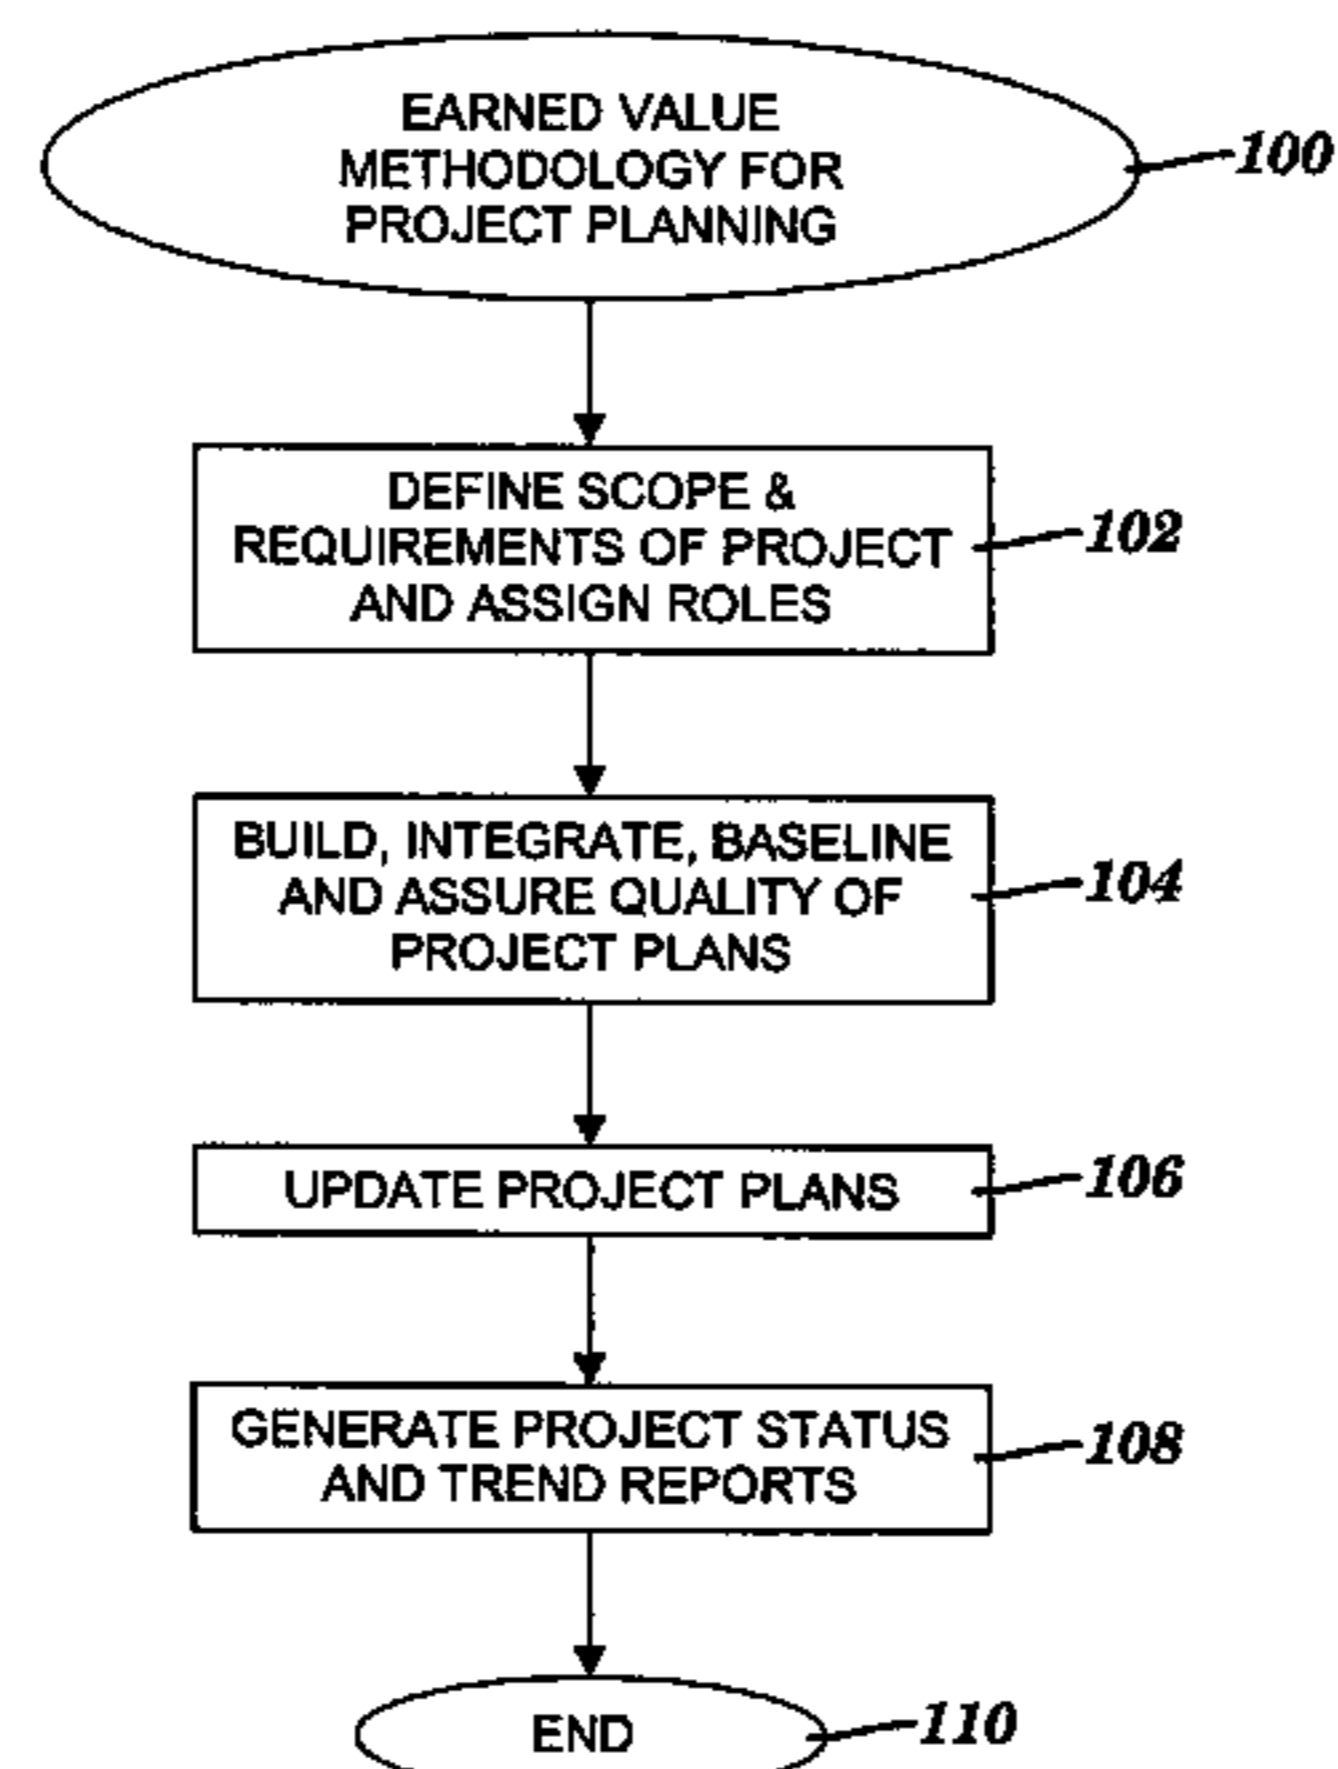 EARNED VALUE
METHODOLOGY FOR
PROJECT PLANNING
100
DEFINE SCOPE &
REQUIREMENTS OF PROJECT
AND ASSIGN ROLES
102
BUILD, INTEGRATE, BASELINE
AND ASSURE QUALITY OF
PROJECT PLANS
104
UPDATE PROJECT PLANS
106
GENERATE PROJECT STATUS
AND TREND REPORTS
108
END
110